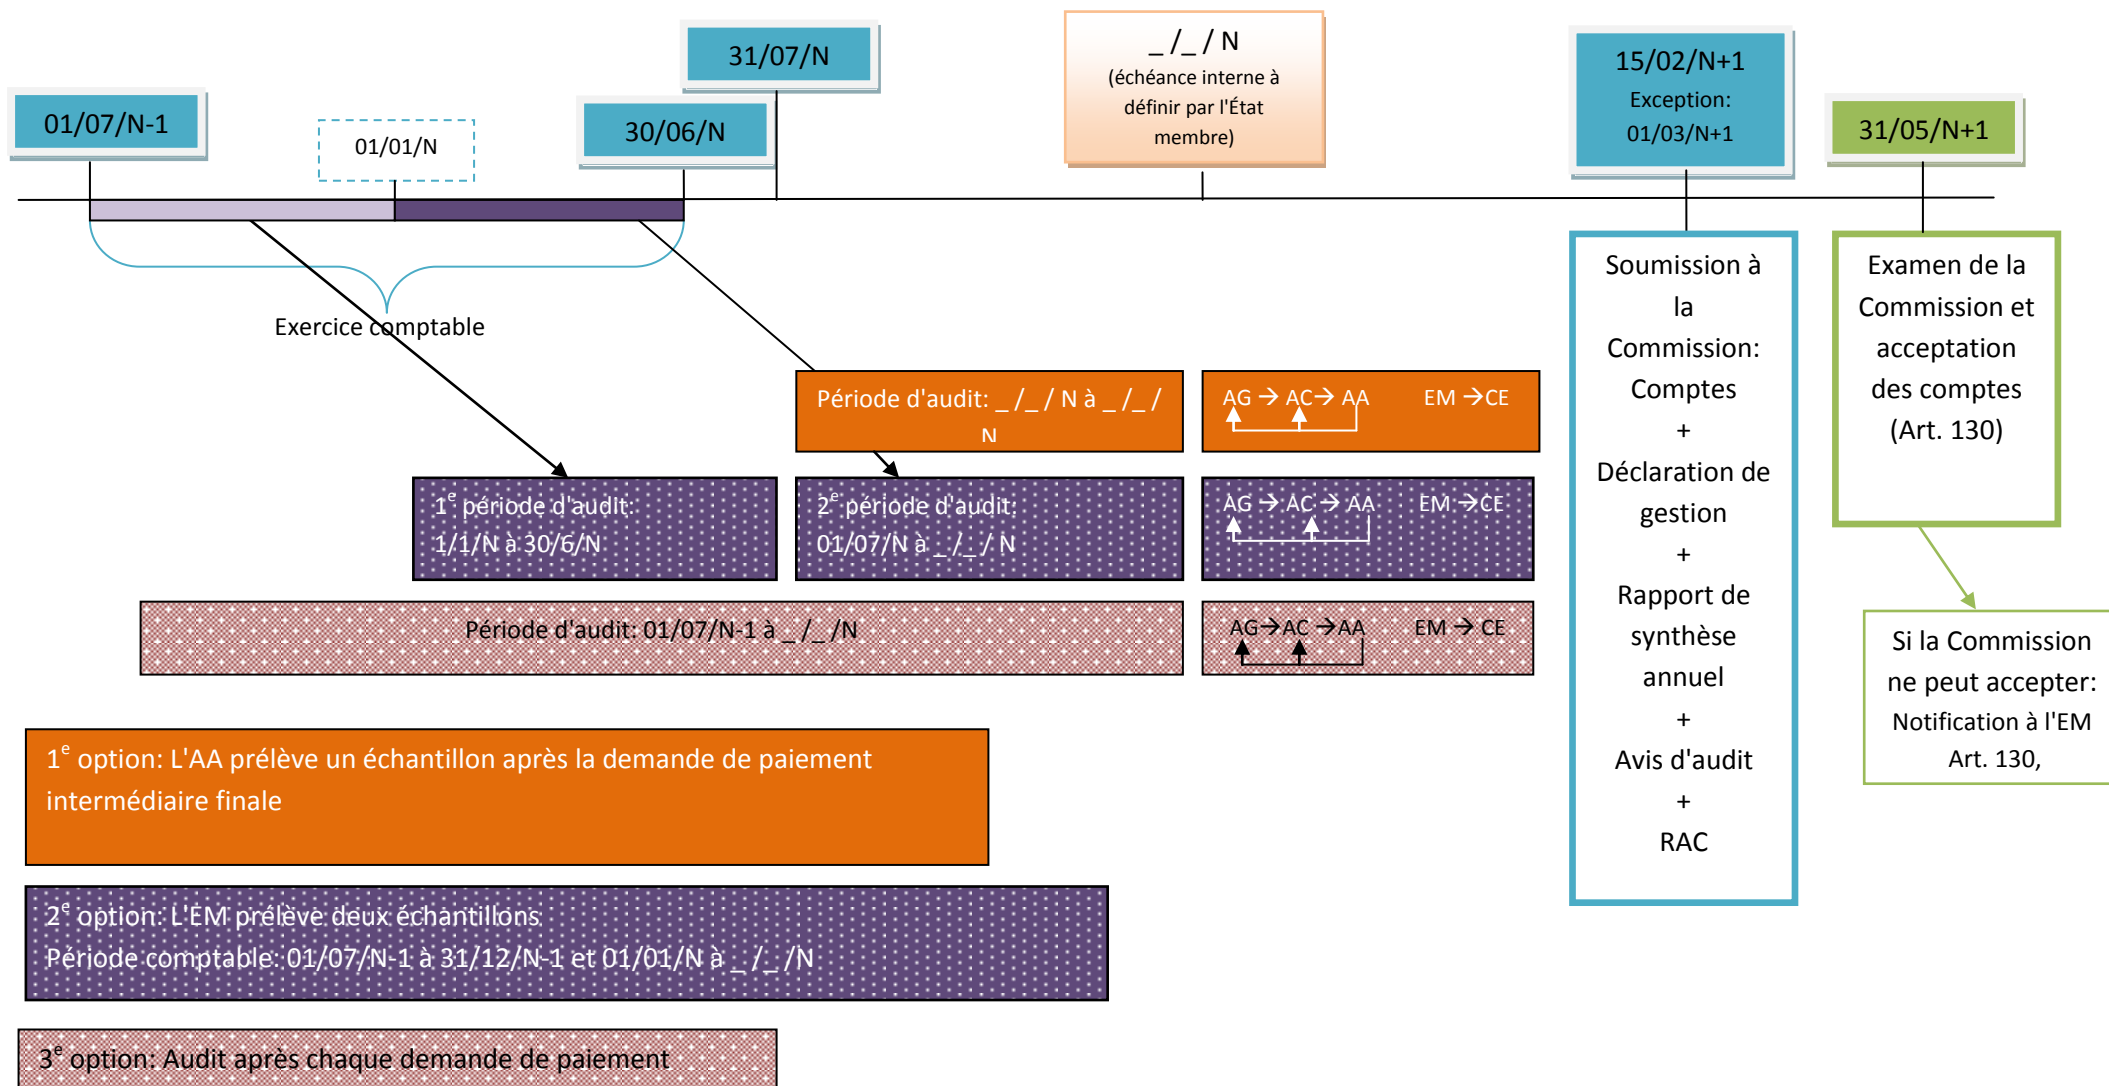 01/07/N-1
01/01/N
30/06/N
31/07/N
_ /_ / N
(échéance interne à
définir par l'État
membre)
15/02/N+1
Exception:
01/03/N+1
31/05/N+1
Exercice comptable
Période d'audit: _ /_ / N à _ /_ /
N
AG → AC → AA EM → CE
1e période d'audit:
1/1/N à 30/6/N
2e période d'audit:
01/07/N à _ /_ / N
AG → AC → AA EM → CE
Période d'audit: 01/07/N-1 à _ /_ /N
AG → AC → AA EM → CE
Soumission à
la
Commission:
Comptes
+
Déclaration de
gestion
+
Rapport de
synthèse
annuel
+
Avis d'audit
+
RAC
Examen de la
Commission et
acceptation
des comptes
(Art. 130)
Si la Commission
ne peut accepter:
Notification à l'EM
Art. 130,
1e option: L'AA prélève un échantillon après la demande de paiement
intermédiaire finale
2e option: L'EM prélève deux échantillons
Période comptable: 01/07/N-1 à 31/12/N-1 et 01/01/N à _ /_ /N
3e option: Audit après chaque demande de paiement